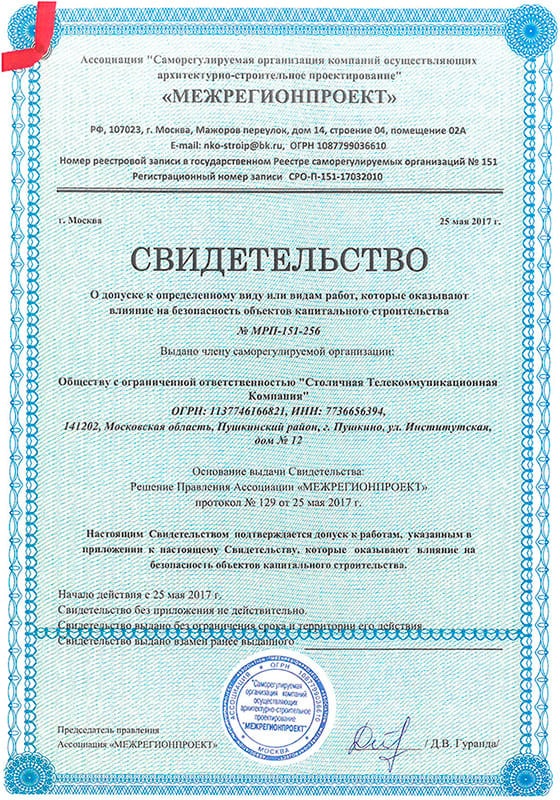 Ассоциация "Саморегулируемая организация компаний осуществляющих
архитектурно-строительное проектирование"
«МЕЖРЕГИОНПРОЕКТ»
РФ, 107023, г. Москва, Мажоров переулок, дом 14, строение 04, помещение 02А
E-mail: nko-stroip@bk.ru, ОГРН 1087799036610
Номер реестровой записи в государственном Реестре саморегулируемых организаций № 151
Регистрационный номер записи СРО-П-151-17032010
г. Москва 25 мая 2017 г.
СВИДЕТЕЛЬСТВО
О допуске к определенному виду или видам работ, которые оказывают
влияние на безопасность объектов капитального строительства
№ МРП-151-256
Выдано члену саморегулируемой организации:
Обществу с ограниченной ответственностью "Столичная Телекоммуникационная
Компания"
ОГРН: 1137746166821, ИНН: 7736656394,
141202, Московская область, Пушкинский район, г. Пушкино, ул. Институтская,
дом № 12
Основание выдачи Свидетельства:
Решение Правления Ассоциации «МЕЖРЕГИОНПРОЕКТ»
протокол № 129 от 25 мая 2017 г.
Настоящим Свидетельством подтверждается допуск к работам, указанным в
приложении к настоящему Свидетельству, которые оказывают влияние на
безопасность объектов капитального строительства.
Начало действия с 25 мая 2017 г.
Свидетельство без приложения не действительно.
Свидетельство выдано без ограничения срока и территории его действия.
Свидетельство выдано взамен ранее выданного
АССОЦИАЦИЯ * ОГРН 1087799036610 * МОСКВА
"Саморегулируемая
организация компаний
осуществляющих
архитектурно-строительное
проектирование
"МЕЖРЕГИОНПРОЕКТ"
Председатель правления
Ассоциация «МЕЖРЕГИОНПРОЕКТ» / Д.В. Гуранда/